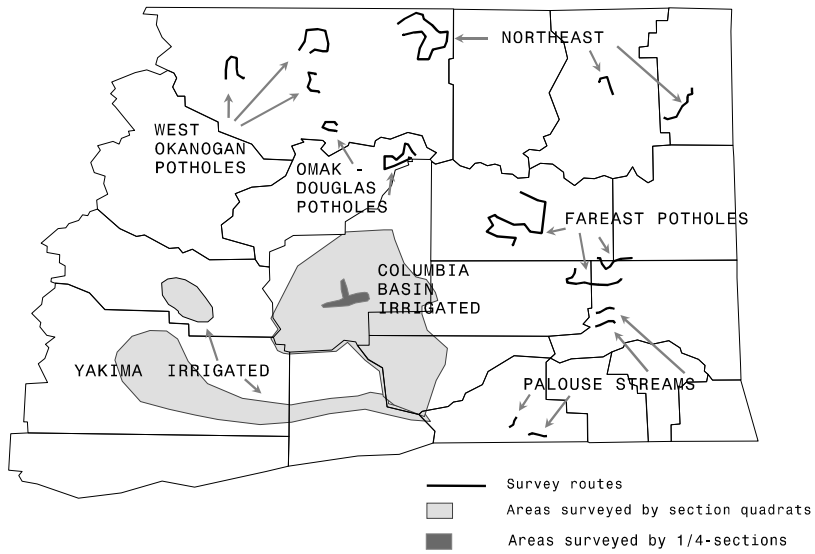 NORTHEAST
WEST
OKANOGAN
POTHOLES
OMAK -
DOUGLAS
POTHOLES
FAREAST POTHOLES
COLUMBIA
BASIN
IRRIGATED
YAKIMA IRRIGATED
PALOUSE STREAMS
Survey routes
Areas surveyed by section quadrats
Areas surveyed by 1/4-sections